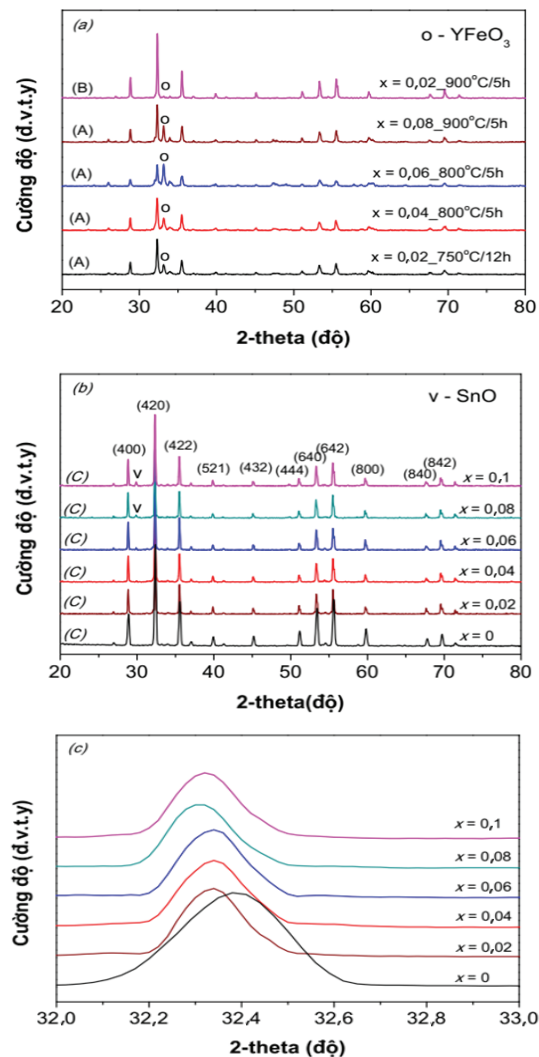 (a)
o - YFeO3
(B)
o
x = 0,02_900°C/5h
(A)
o
x = 0,08_900°C/5h
(A)
o
x = 0,06_800°C/5h
(A)
o
x = 0,04_800°C/5h
(A)
o
x = 0,02_750°C/12h
Cường độ (đ.v.t.y)
20 30 40 50 60 70 80
2-theta (độ)
(b)
v - SnO
(400) (420) (422) (521) (432) (444) (640) (642) (800) (840) (842)
(C) v x = 0,1
(C) v x = 0,08
(C) x = 0,06
(C) x = 0,04
(C) x = 0,02
(C) x = 0
Cường độ (đ.v.t.y)
20 30 40 50 60 70 80
2-theta(độ)
(c)
x = 0,1
x = 0,08
x = 0,06
x = 0,04
x = 0,02
x = 0
Cường độ (đ.v.t.y)
32,0 32,2 32,4 32,6 32,8 33,0
2-theta (độ)